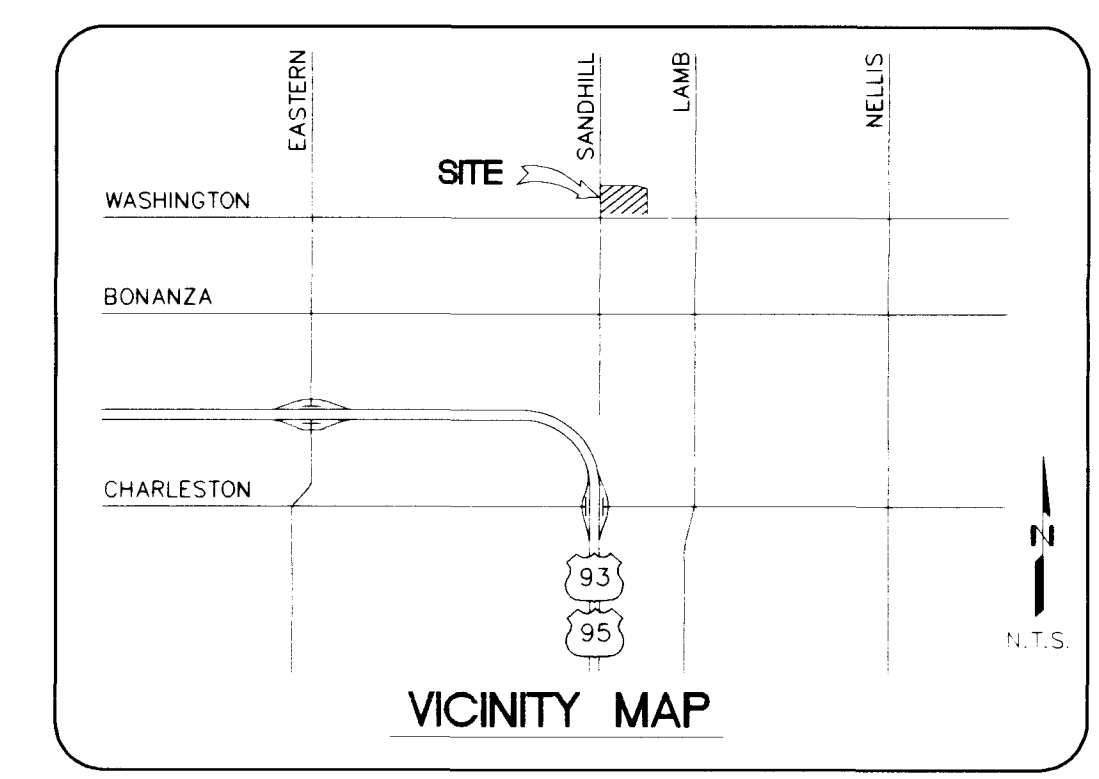 EASTERN
SANDHILL
LAMB
NELLIS
SITE
WASHINGTON
BONANZA
CHARLESTON
93
95
N
N.T.S.
VICINITY MAP